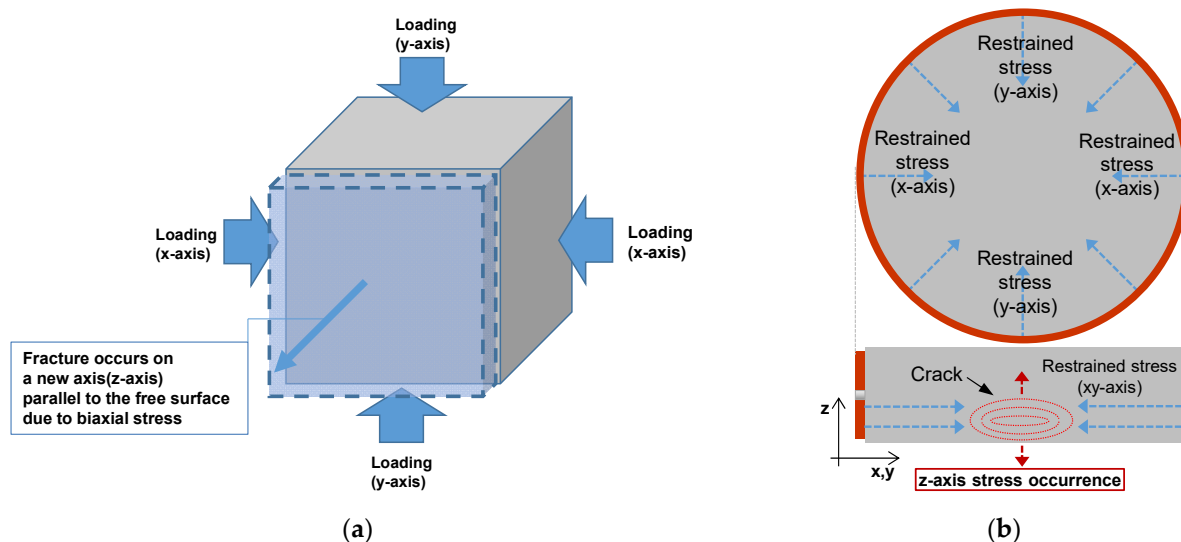 Loading
(y-axis)
Loading
(x-axis)
Loading
(x-axis)
Fracture occurs on
a new axis(z-axis)
parallel to the free surface
due to biaxial stress
Loading
(y-axis)
(a)
Restrained
stress
(y-axis)
Restrained
stress
(x-axis)
Restrained
stress
(x-axis)
Restrained
stress
(y-axis)
Crack
Restrained stress
(xy-axis)
z
x,y
z-axis stress occurrence
(b)